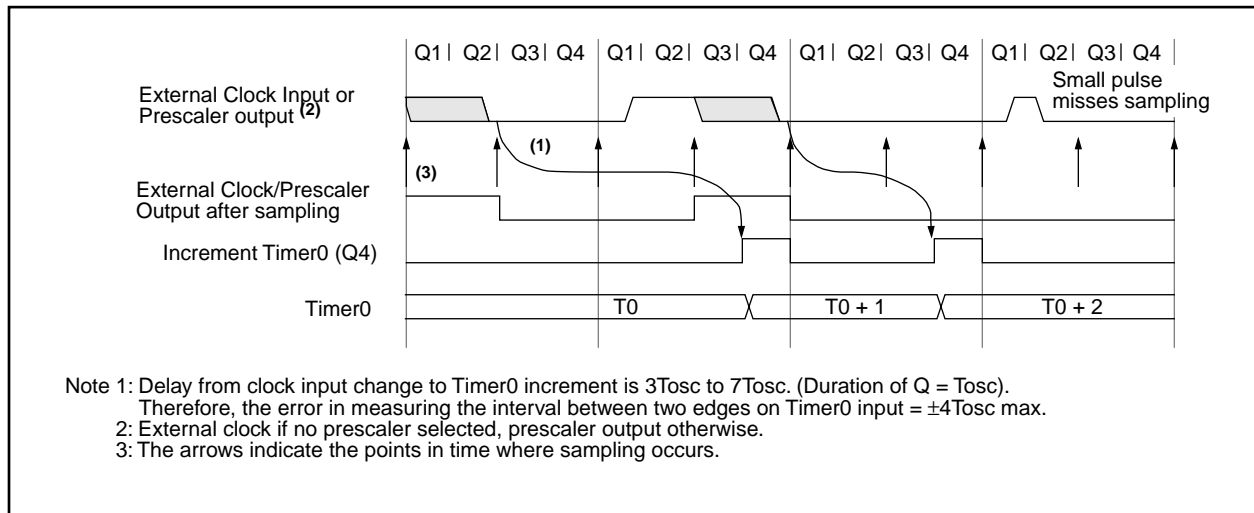 Q1| Q2| Q3| Q4 Q1| Q2| Q3| Q4 Q1| Q2| Q3| Q4 Q1| Q2| Q3| Q4
External Clock Input or
Prescaler output (2)
Small pulse
misses sampling
(1)
(3)
External Clock/Prescaler
Output after sampling
Increment Timer0 (Q4)
Timer0
T0
T0 + 1
T0 + 2
Note 1: Delay from clock input change to Timer0 increment is 3Tosc to 7Tosc. (Duration of Q = Tosc).
Therefore, the error in measuring the interval between two edges on Timer0 input = ±4Tosc max.
2: External clock if no prescaler selected, prescaler output otherwise.
3: The arrows indicate the points in time where sampling occurs.